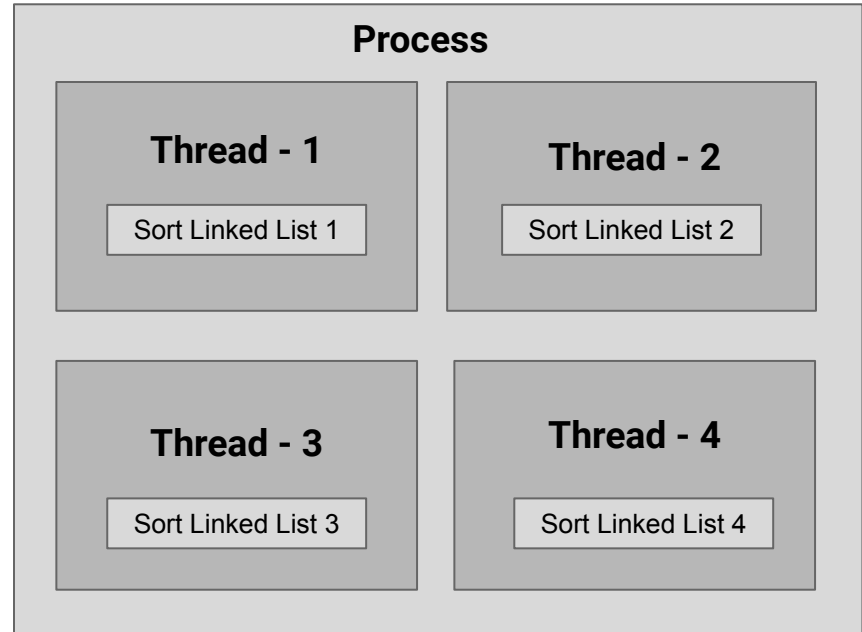 Process
Thread - 1
Sort Linked List 1
Thread - 2
Sort Linked List 2
Thread - 3
Sort Linked List 3
Thread - 4
Sort Linked List 4